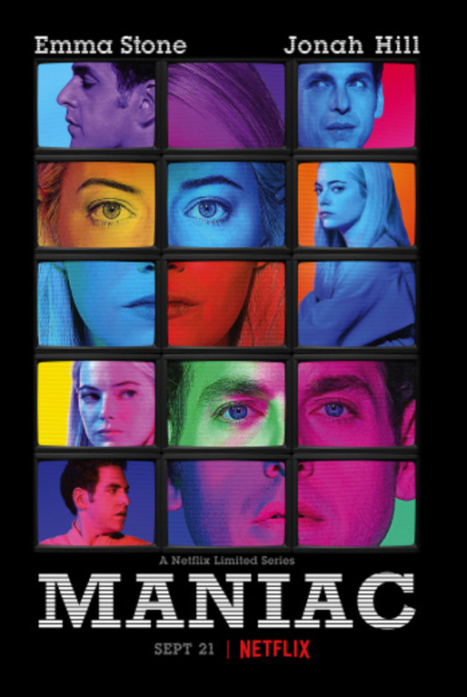 Emma Stone Jonah Hill
A Netflix Limited Series
MANIAC
SEPT 21 | NETFLIX